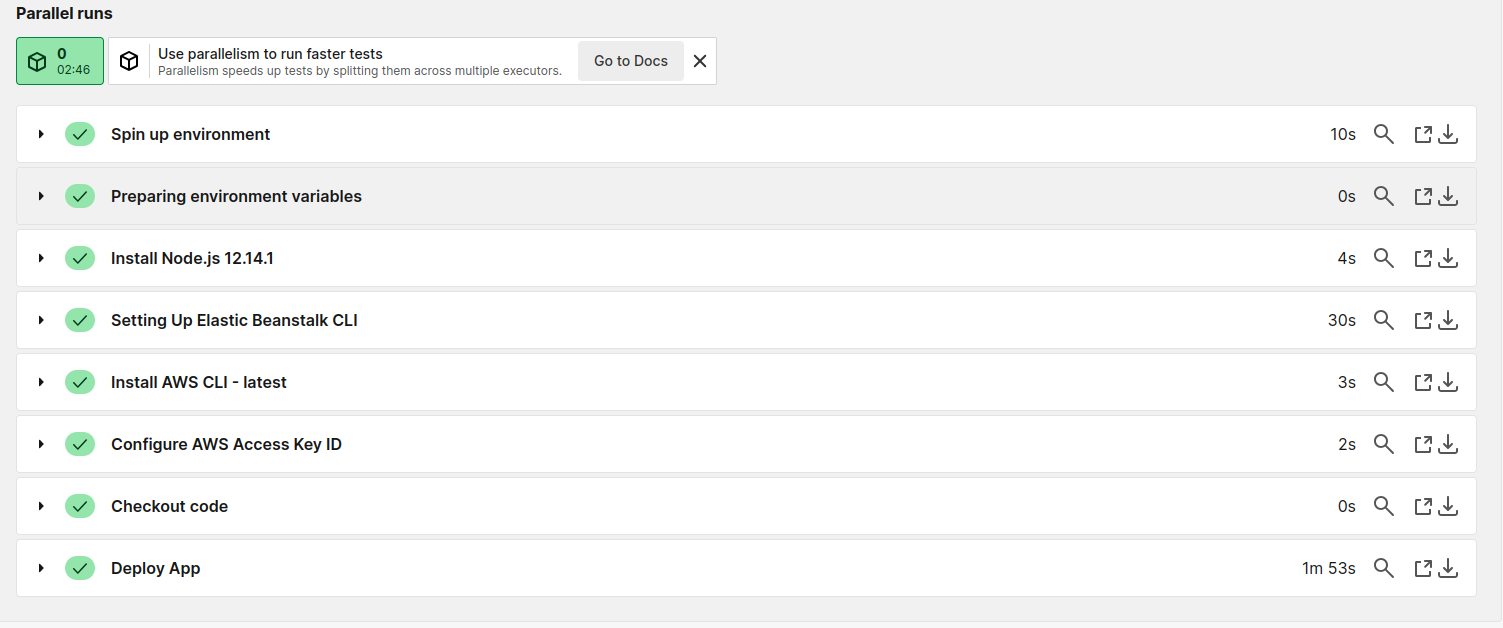 Parallel runs
0
02:46
Use parallelism to run faster tests
Parallelism speeds up tests by splitting them across multiple executors.
Go to Docs
Spin up environment 10s
Preparing environment variables 0s
Install Node.js 12.14.1 4s
Setting Up Elastic Beanstalk CLI 30s
Install AWS CLI - latest 3s
Configure AWS Access Key ID 2s
Checkout code 0s
Deploy App 1m 53s